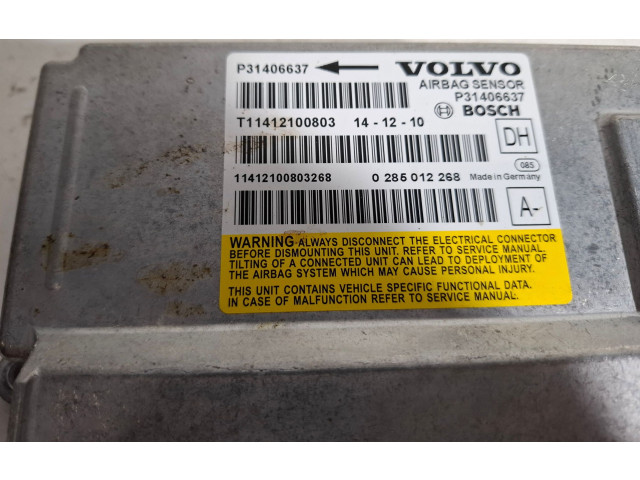 P31406637 VOLVO
AIRBAG SENSOR
P31406637
BOSCH
T11412100803 14-12-10
DH
085
11412100803268 0 285 012 268 Made in Germany
A-
WARNING ALWAYS DISCONNECT THE ELECTRICAL CONNECTOR
BEFORE DISMOUNTING THIS UNIT. REFER TO SERVICE MANUAL.
TILTING OF A CONNECTED UNIT CAN LEAD TO DEPLOYMENT OF
THE AIRBAG SYSTEM WHICH MAY CAUSE PERSONAL INJURY.
THIS UNIT CONTAINS VEHICLE SPECIFIC FUNCTIONAL DATA.
IN CASE OF MALFUNCTION REFER TO SERVICE MANUAL.